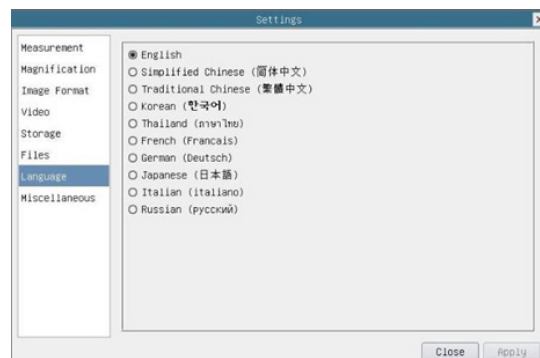 Settings
Measurement
Magnification
Image Format
Video
Storage
Files
Language
Miscellaneous
English
Simplified Chinese (简体中文)
Traditional Chinese (繁體中文)
Korean (한국어)
Thailand (ภาษาไทย)
French (Francais)
German (Deutsch)
Japanese (日本語)
Italian (italiano)
Russian (русский)
Close
Apply